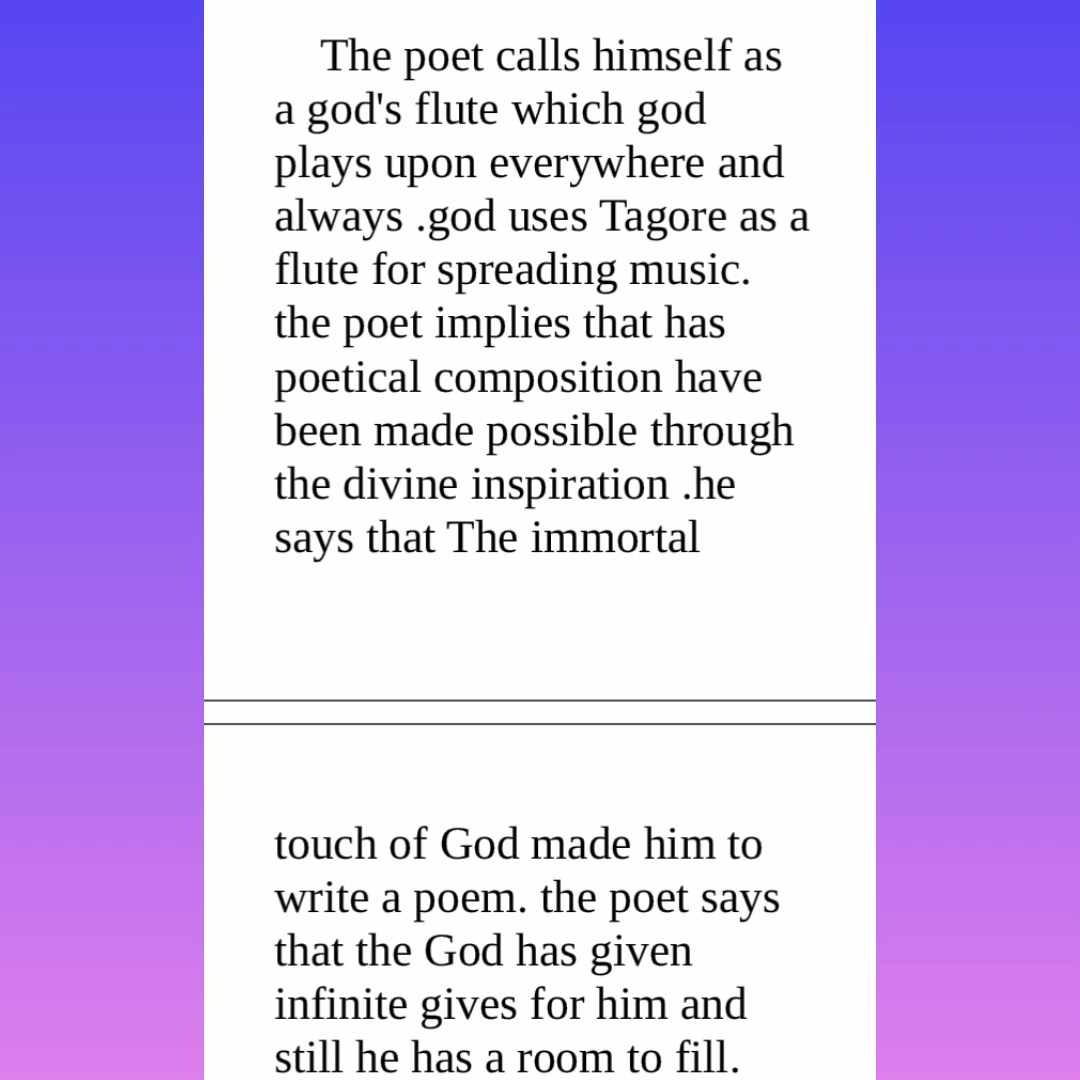 The poet calls himself as
a god's flute which god
plays upon everywhere and
always .god uses Tagore as a
flute for spreading music.
the poet implies that has
poetical composition have
been made possible through
the divine inspiration .he
says that The immortal
touch of God made him to
write a poem. the poet says
that the God has given
infinite gives for him and
still he has a room to fill.